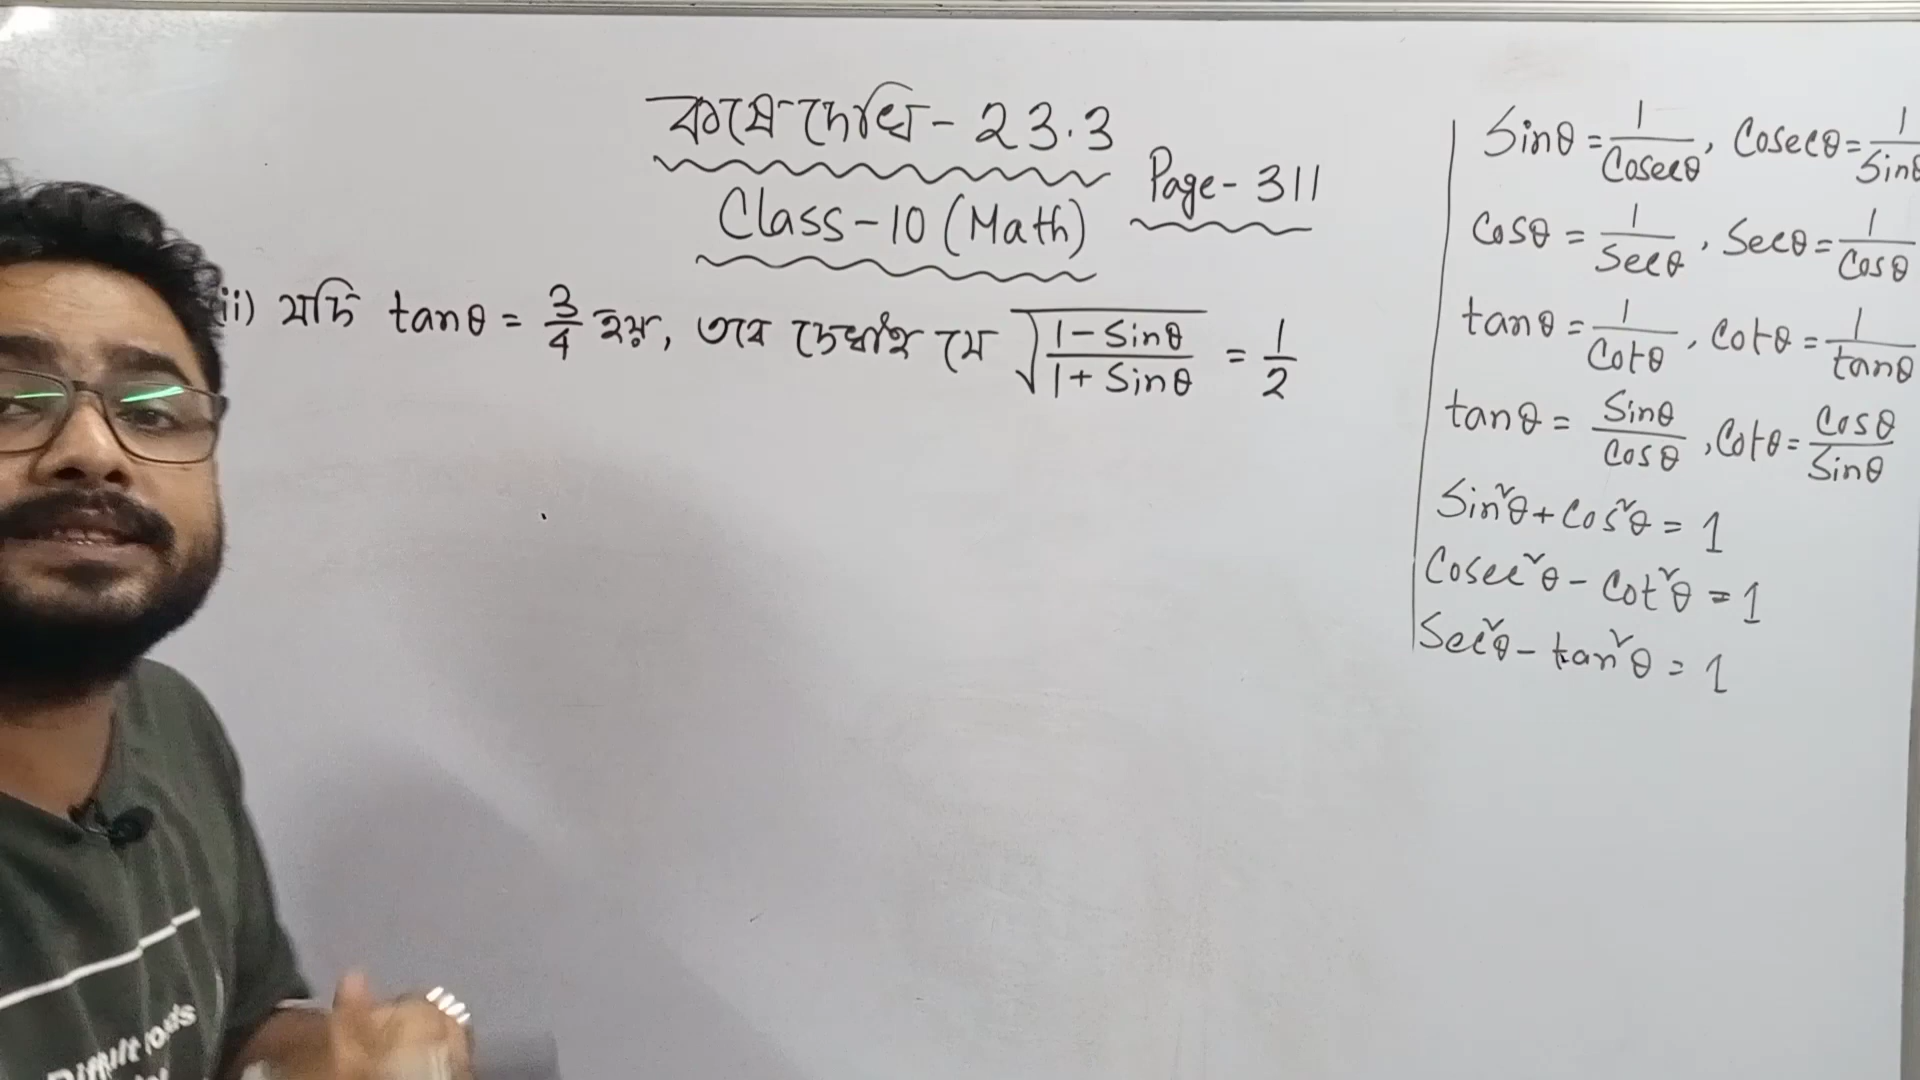 কষে দেখি - 23.3
Page - 311
Class - 10 (Math)
ii) যদি tanθ = 3/4 হয়, তবে দেখাই যে √((1 - Sinθ)/(1 + Sinθ)) = 1/2
Sinθ = 1/Cosecθ, Cosecθ = 1/Sinθ
Cosθ = 1/Secθ, Secθ = 1/Cosθ
tanθ = 1/Cotθ, Cotθ = 1/tanθ
tanθ = Sinθ/Cosθ, Cotθ = Cosθ/Sinθ
Sin²θ + Cos²θ = 1
Cosec²θ - Cot²θ = 1
Sec²θ - tan²θ = 1